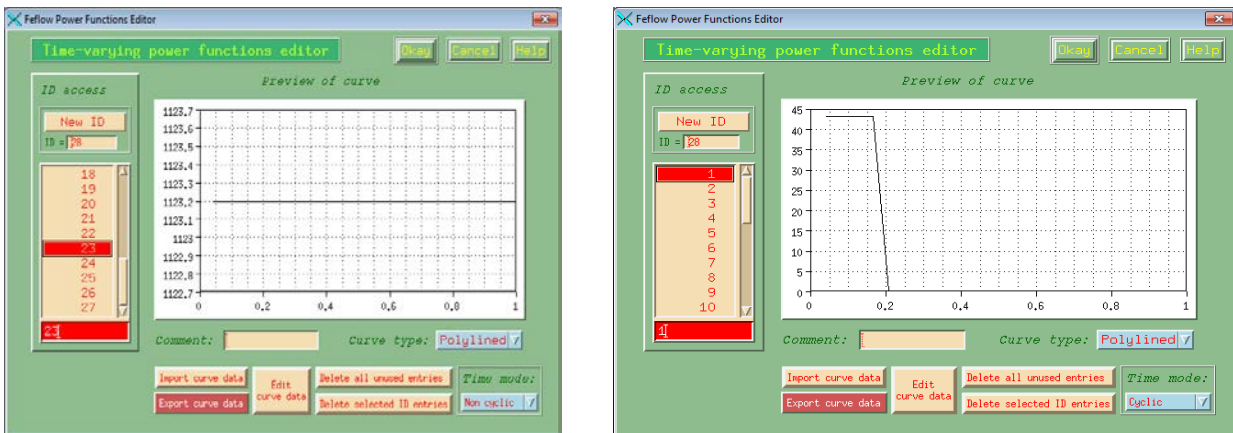 Feflow Power Functions Editor
Time-varying power functions editor
Okay
Cancel
Help
ID access
Preview of curve
New ID
ID = 28
18
19
20
21
22
23
24
25
26
27
23
1123.7
1123.6
1123.5
1123.4
1123.3
1123.2
1123.1
1123
1122.9
1122.8
1122.7
0 0.2 0.4 0.6 0.8 1
Comment:
Curve type: Polylined
Import curve data
Export curve data
Edit
curve data
Delete all unused entries
Delete selected ID entries
Time mode:
Non cyclic
Feflow Power Functions Editor
Time-varying power functions editor
Okay
Cancel
Help
ID access
Preview of curve
New ID
ID = 28
1
2
3
4
5
6
7
8
9
10
1
45
40
35
30
25
20
15
10
5
0
0 0.2 0.4 0.6 0.8 1
Comment:
Curve type: Polylined
Import curve data
Export curve data
Edit
curve data
Delete all unused entries
Delete selected ID entries
Time mode:
Cyclic